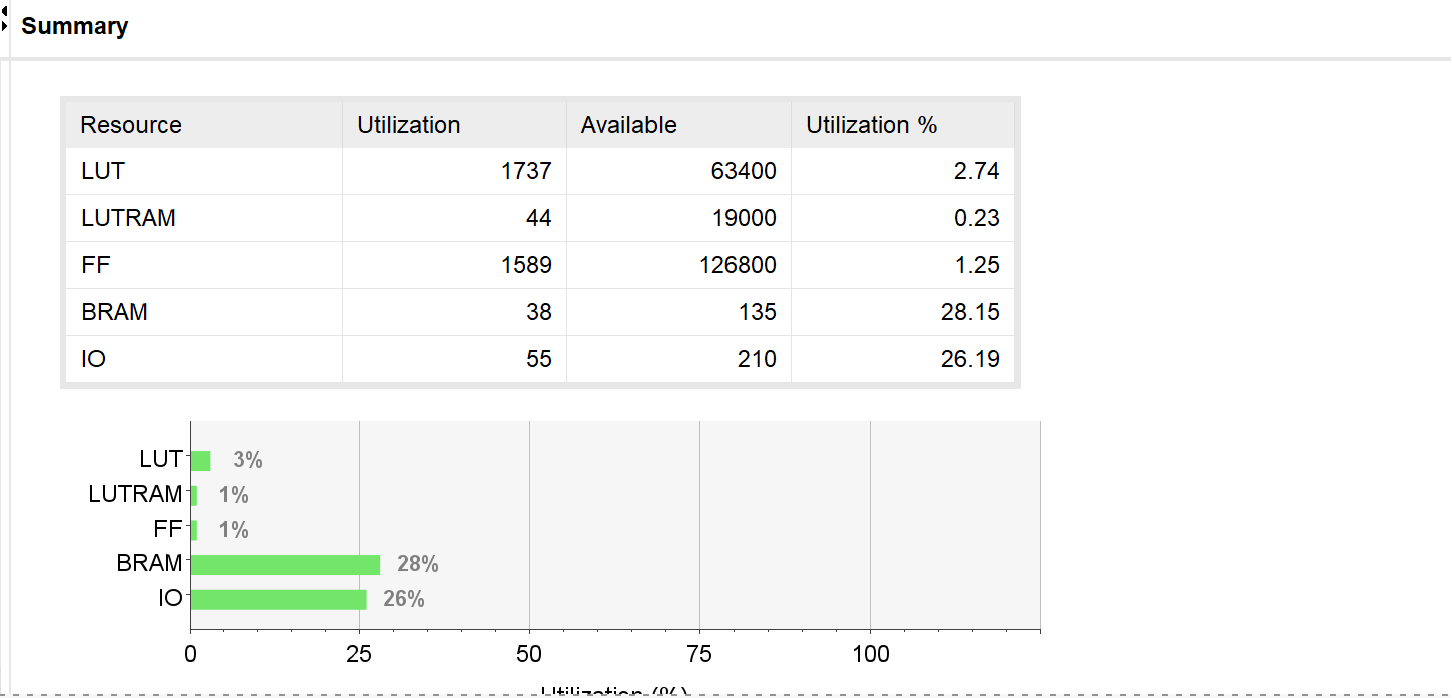 Summary
Resource Utilization Available Utilization %
LUT 1737 63400 2.74
LUTRAM 44 19000 0.23
FF 1589 126800 1.25
BRAM 38 135 28.15
IO 55 210 26.19
LUT 3%
LUTRAM 1%
FF 1%
BRAM 28%
IO 26%
0 25 50 75 100
Utilization (%)